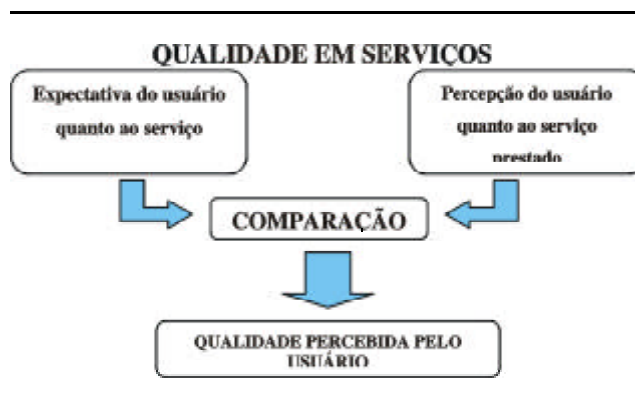 QUALIDADE EM SERVIÇOS
Expectativa do usuário
quanto ao serviço
Percepção do usuário
quanto ao serviço
prestado
COMPARAÇÃO
QUALIDADE PERCEBIDA PELO
USUÁRIO